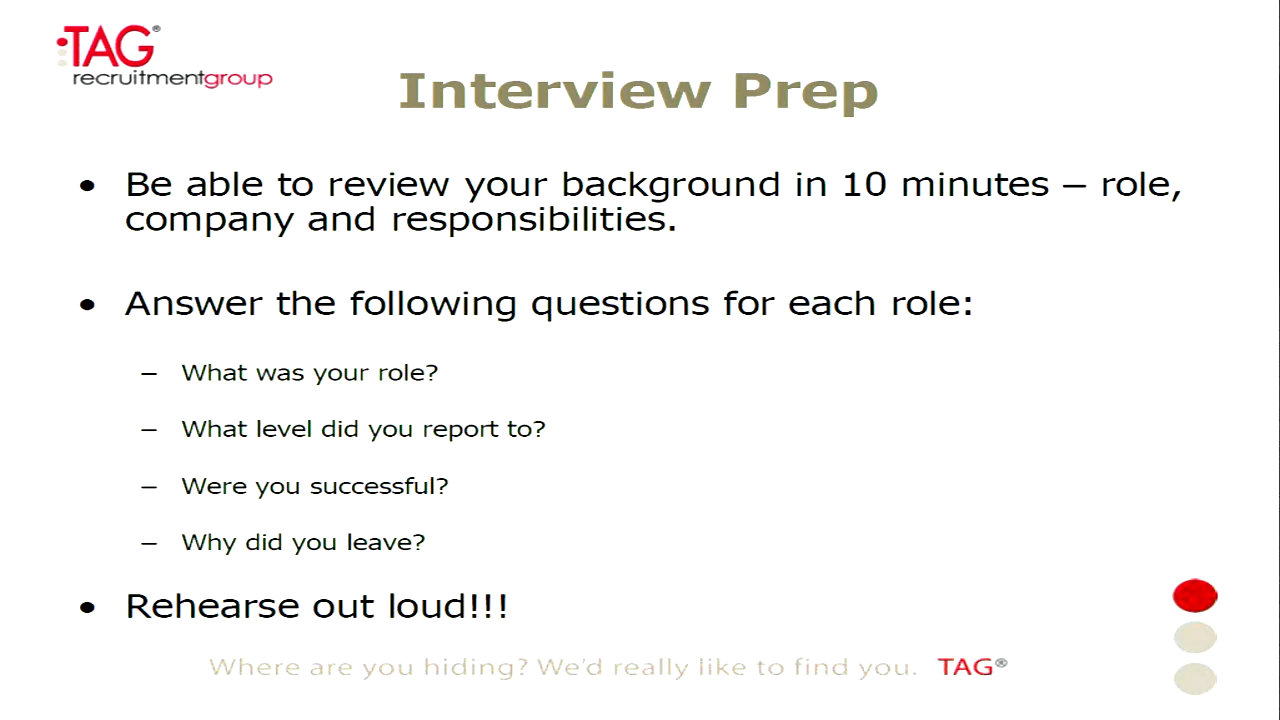 TAG®
recruitmentgroup
Interview Prep
• Be able to review your background in 10 minutes – role,
company and responsibilities.
• Answer the following questions for each role:
– What was your role?
– What level did you report to?
– Were you successful?
– Why did you leave?
• Rehearse out loud!!!
Where are you hiding? We'd really like to find you. TAG®